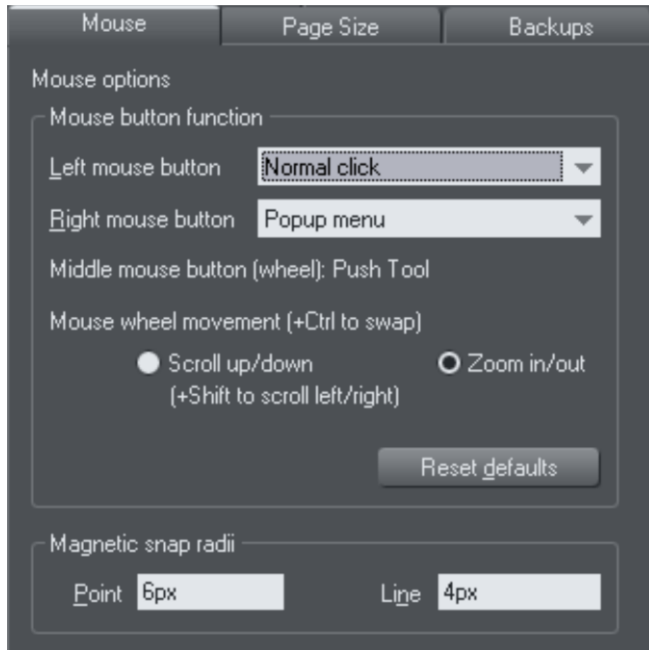 Mouse Page Size Backups
Mouse options
Mouse button function
Left mouse button Normal click
Right mouse button Popup menu
Middle mouse button (wheel): Push Tool
Mouse wheel movement (+Ctrl to swap)
Scroll up/down Zoom in/out
(+Shift to scroll left/right)
Reset defaults
Magnetic snap radii
Point 6px Line 4px